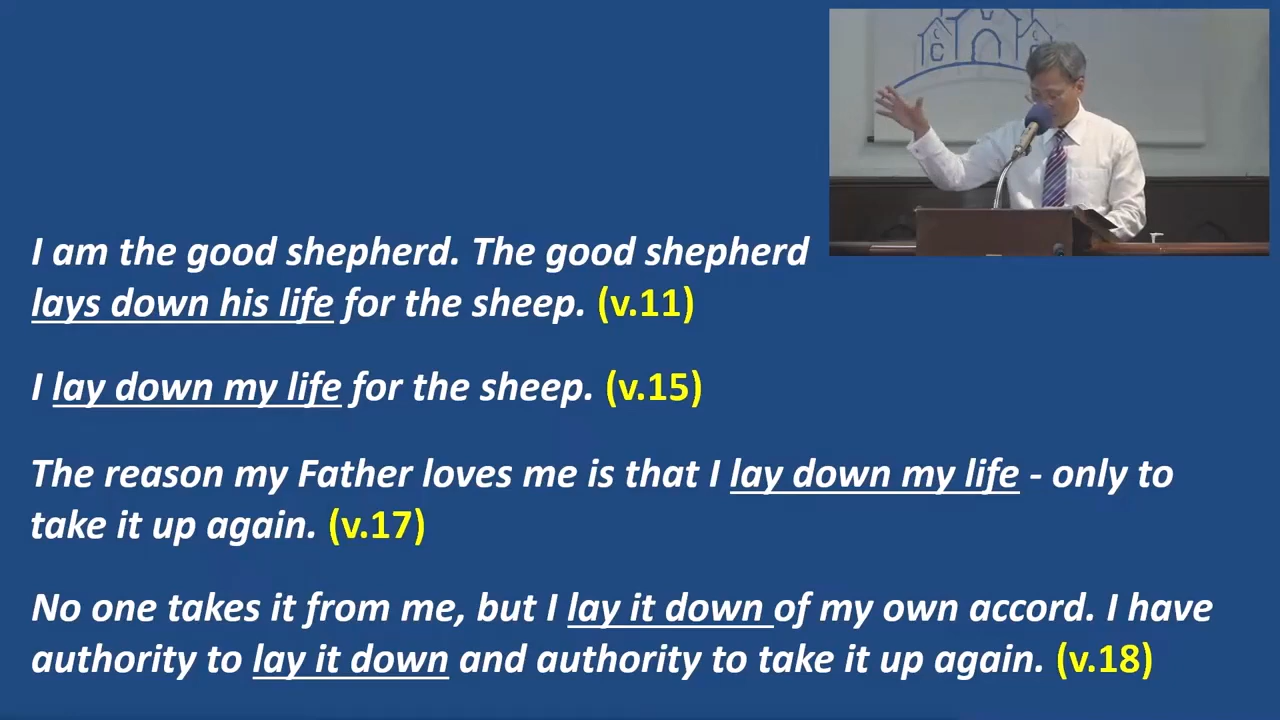 C C
C
I am the good shepherd. The good shepherd
lays down his life for the sheep. (v.11)
I lay down my life for the sheep. (v.15)
The reason my Father loves me is that I lay down my life - only to
take it up again. (v.17)
No one takes it from me, but I lay it down of my own accord. I have
authority to lay it down and authority to take it up again. (v.18)